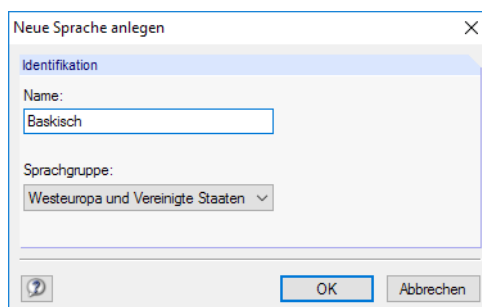 Neue Sprache anlegen
Identifikation
Name:
Baskisch
Sprachgruppe:
Westeuropa und Vereinigte Staaten
OK
Abbrechen